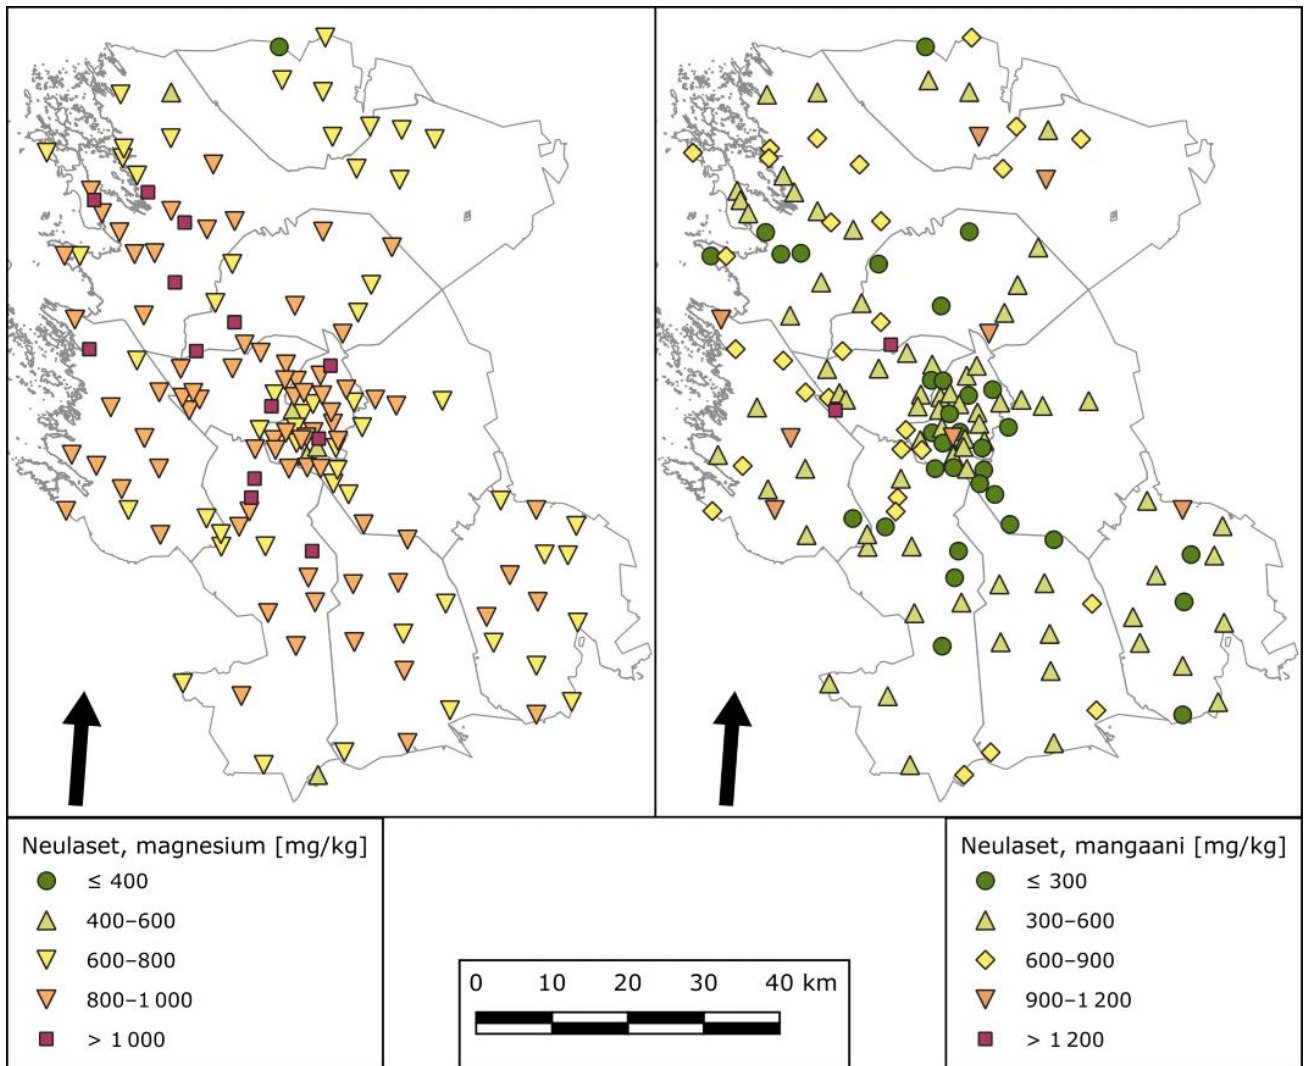 Neulaset, magnesium [mg/kg]
≤ 400
400–600
600–800
800–1 000
> 1 000
0 10 20 30 40 km
Neulaset, mangaani [mg/kg]
≤ 300
300–600
600–900
900–1 200
> 1 200